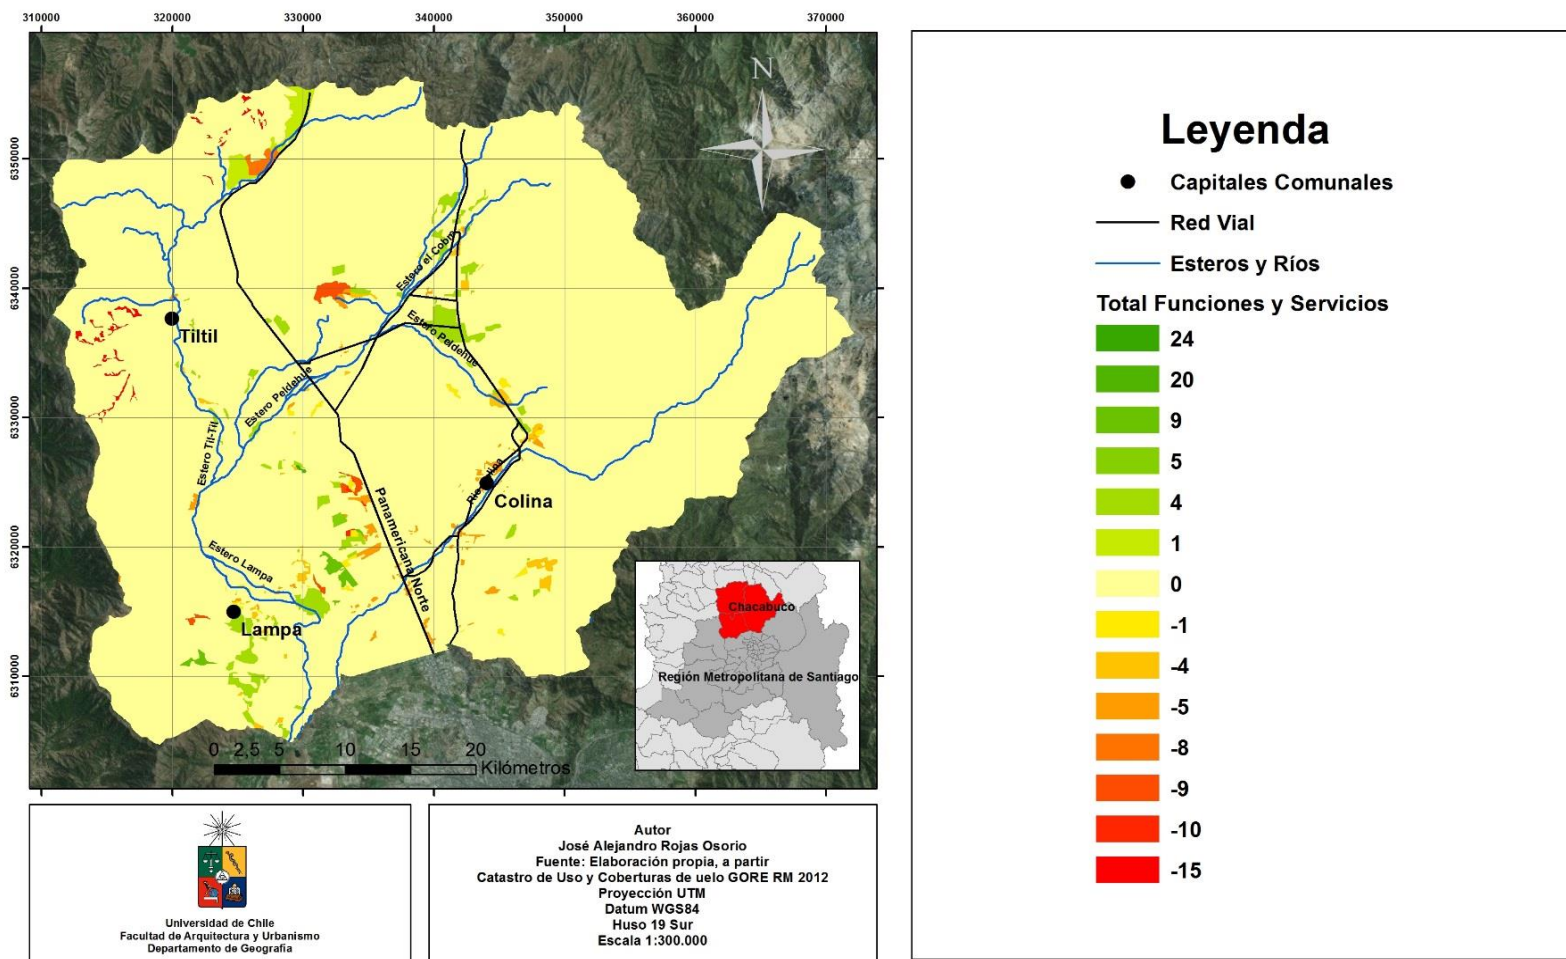 310000 320000 330000 340000 350000 360000 370000
6350000
6340000
6330000
6320000
6310000
N
Estero el Cobre
Tiltil
Estero Peldehue
Estero Peldehue
Estero Til-Til
Colina
Panamericana Norte
Estero Lampa
Lampa
Chacabuco
Región Metropolitana de Santiago
0 2,5 5 10 15 20
Kilómetros
Leyenda
Capitales Comunales
Red Vial
Esteros y Ríos
Total Funciones y Servicios
24
20
9
5
4
1
0
-1
-4
-5
-8
-9
-10
-15
Universidad de Chile
Facultad de Arquitectura y Urbanismo
Departamento de Geografía
Autor
José Alejandro Rojas Osorio
Fuente: Elaboración propia, a partir
Catastro de Uso y Coberturas de uelo GORE RM 2012
Proyección UTM
Datum WGS84
Huso 19 Sur
Escala 1:300.000